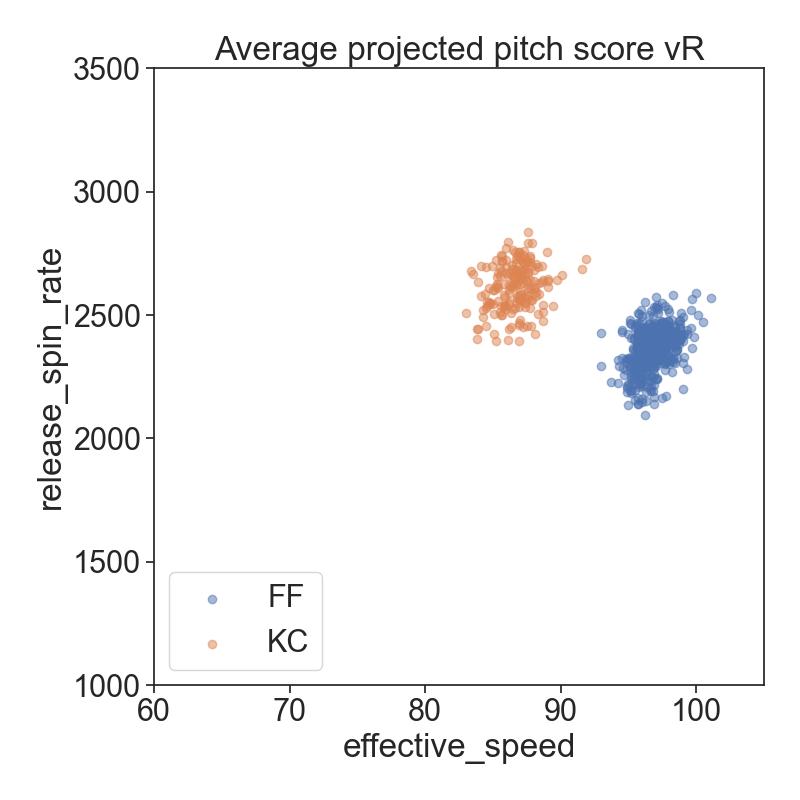 Average projected pitch score vR
3500
3000
2500
2000
1500
1000
release_spin_rate
FF
KC
60
70
80
90
100
effective_speed